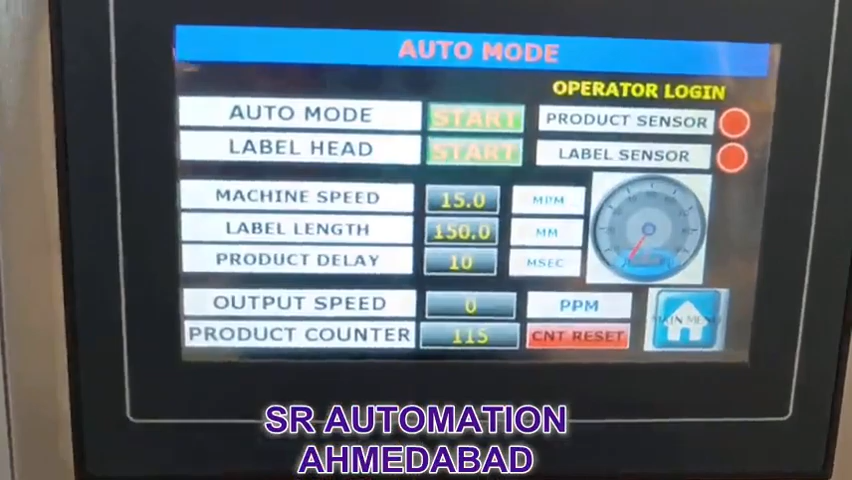 AUTO MODE
OPERATOR LOGIN
AUTO MODE START PRODUCT SENSOR
LABEL HEAD START LABEL SENSOR
MACHINE SPEED 15.0 MPM
LABEL LENGTH 150.0 MM
PRODUCT DELAY 10 MSEC
OUTPUT SPEED 0 PPM
MAIN MENU
PRODUCT COUNTER 115 CNT RESET
SR AUTOMATION
AHMEDABAD